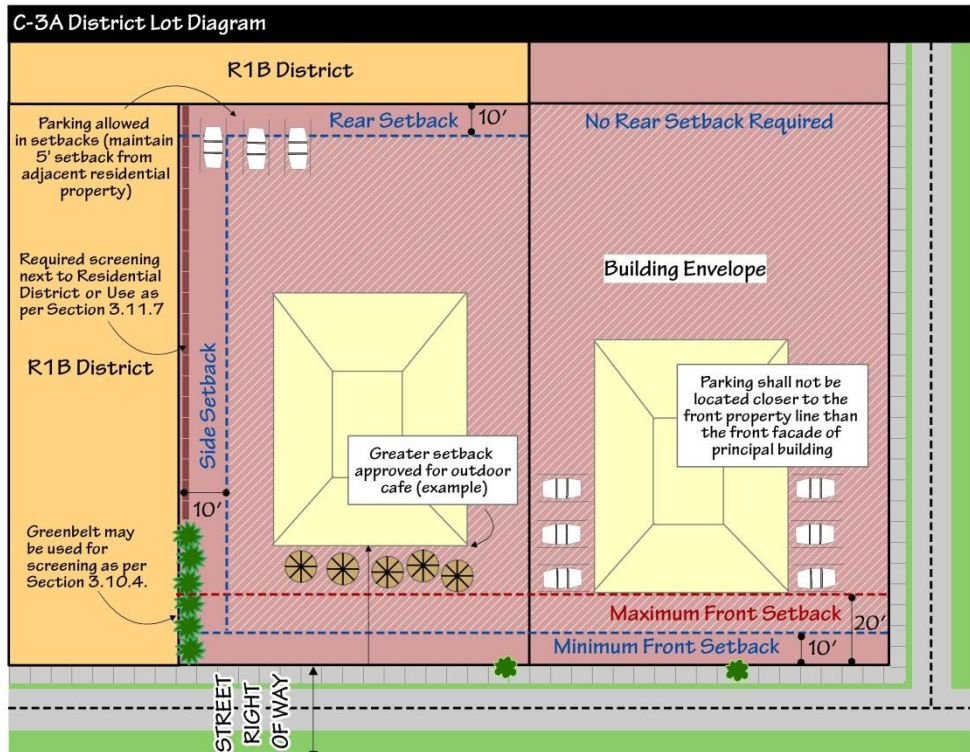 C-3A District Lot Diagram
R1B District
Parking allowed
in setbacks (maintain
5' setback from
adjacent residential
property)
Rear Setback
10'
No Rear Setback Required
Required screening
next to Residential
District or Use as
per Section 3.11.7
Building Envelope
R1B District
Side Setback
Parking shall not be
located closer to the
front property line than
the front facade of
principal building
Greater setback
approved for outdoor
cafe (example)
10'
Greenbelt may
be used for
screening as per
Section 3.10.4.
Maximum Front Setback
20'
Minimum Front Setback
10'
STREET
RIGHT
OF WAY